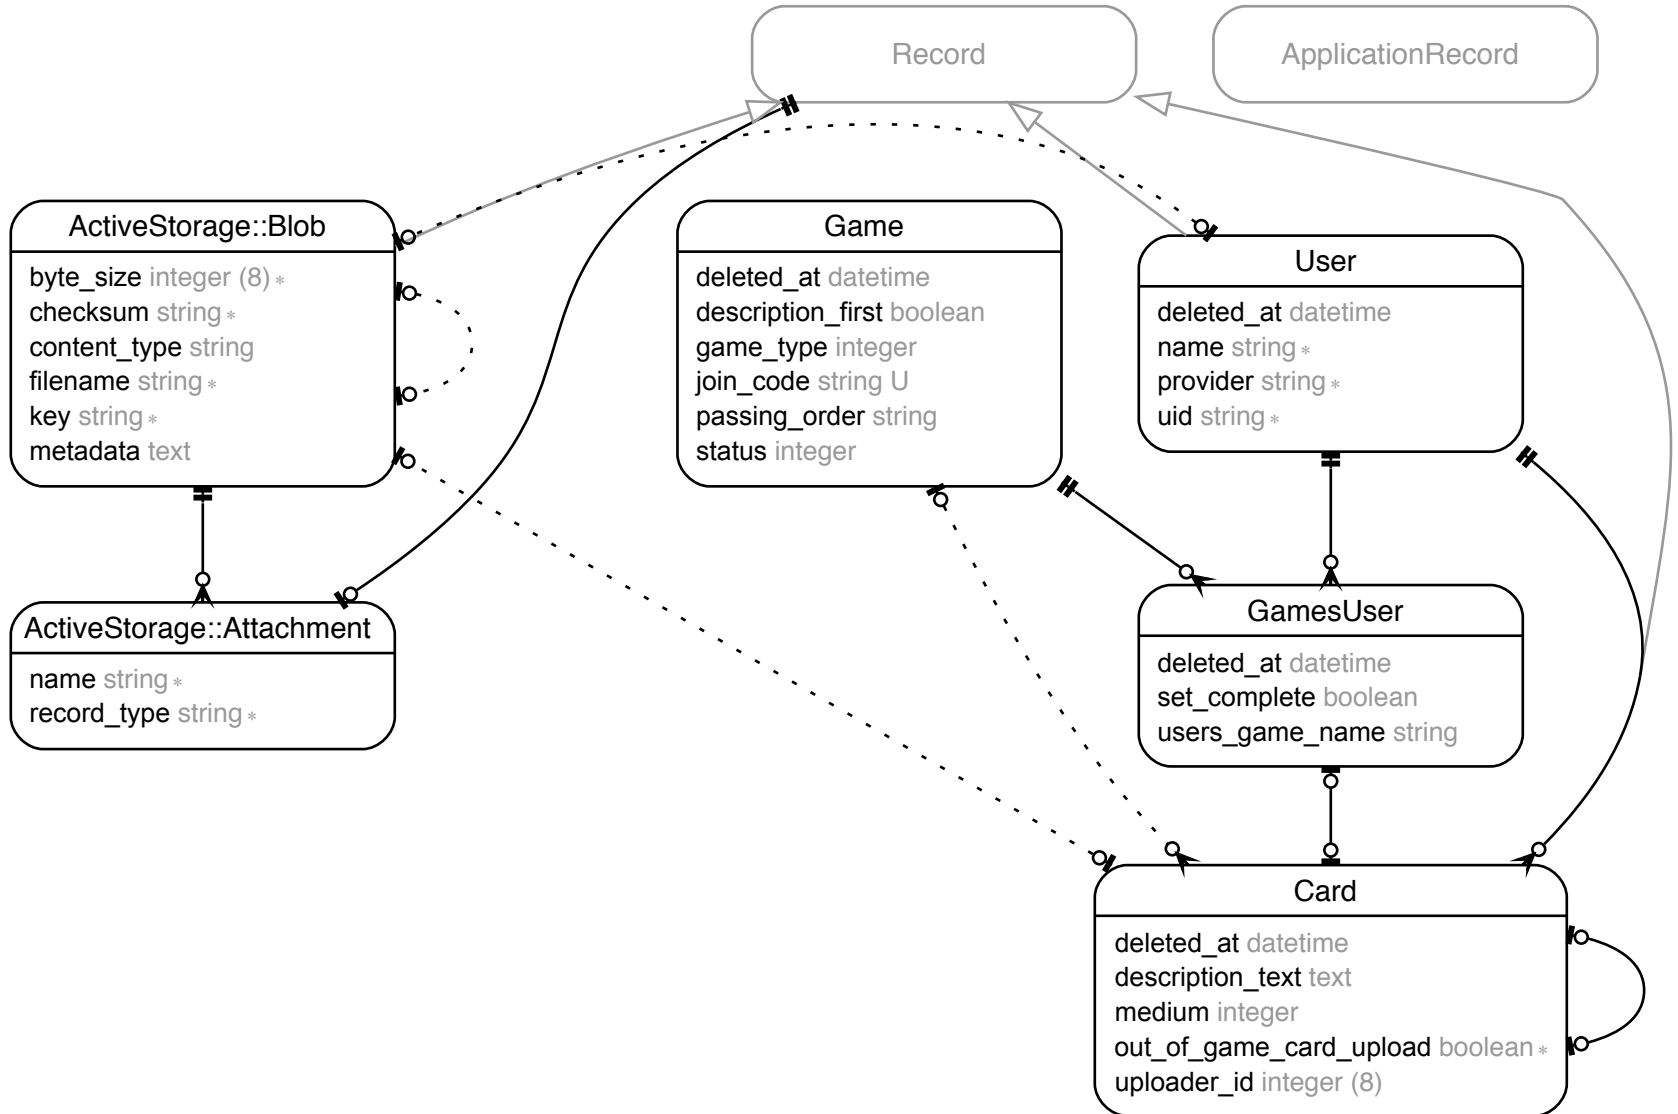 Record
ApplicationRecord
ActiveStorage::Blob
byte_size integer (8) *
checksum string *
content_type string
filename string *
key string *
metadata text
Game
deleted_at datetime
description_first boolean
game_type integer
join_code string U
passing_order string
status integer
User
deleted_at datetime
name string *
provider string *
uid string *
ActiveStorage::Attachment
name string *
record_type string *
GamesUser
deleted_at datetime
set_complete boolean
users_game_name string
Card
deleted_at datetime
description_text text
medium integer
out_of_game_card_upload boolean *
uploader_id integer (8)